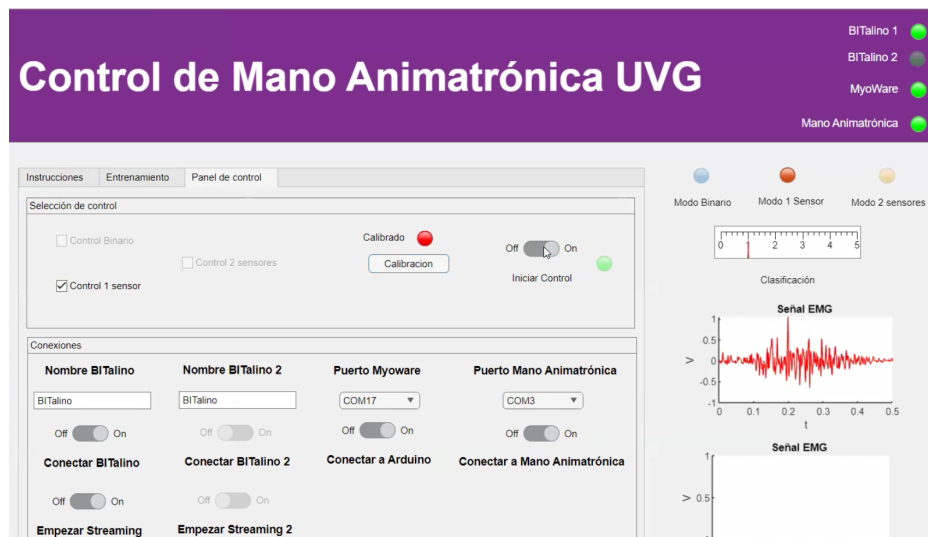 BITalino 1
BITalino 2
Control de Mano Animatrónica UVG
MyoWare
Mano Animatrónica
Instrucciones
Entrenamiento
Panel de control
Selección de control
Control Binario
Control 2 sensores
Control 1 sensor
Calibrado
Calibracion
Off On
Iniciar Control
Modo Binario
Modo 1 Sensor
Modo 2 sensores
0 1 2 3 4 5
Clasificación
Conexiones
Nombre BITalino
Nombre BITalino 2
Puerto Myoware
Puerto Mano Animatrónica
BITalino
BITalino
COM17
COM3
Off On
Off On
Off On
Off On
Conectar BITalino
Conectar BITalino 2
Conectar a Arduino
Conectar a Mano Animatrónica
Off On
Off On
Empezar Streaming
Empezar Streaming 2
Señal EMG
1
0.5
0
-0.5
-1
V
0 0.1 0.2 0.3 0.4 0.5
t
Señal EMG
1
0.5
V